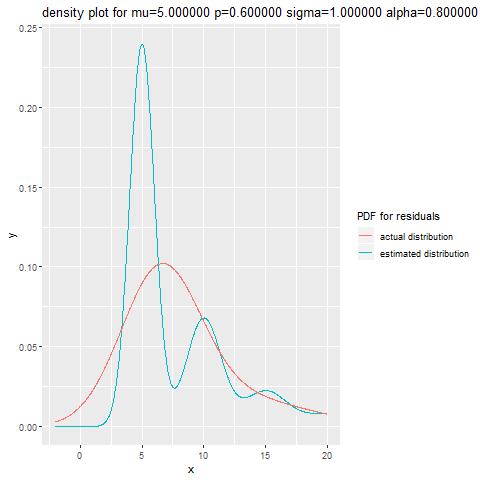 density plot for mu=5.000000 p=0.600000 sigma=1.000000 alpha=0.800000
0.25
0.20
0.15
y
0.10
0.05
0.00
0
5
10
15
20
x
PDF for residuals
actual distribution
estimated distribution